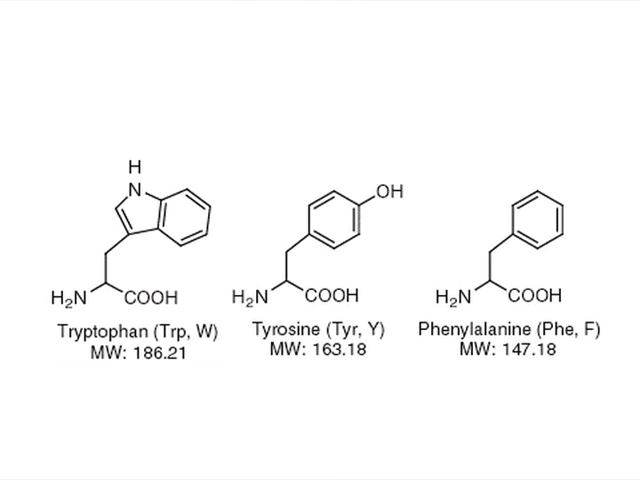 H
N
H₂N
COOH
Tryptophan (Trp, W)
MW: 186.21
OH
H₂N
COOH
Tyrosine (Tyr, Y)
MW: 163.18
H₂N
COOH
Phenylalanine (Phe, F)
MW: 147.18